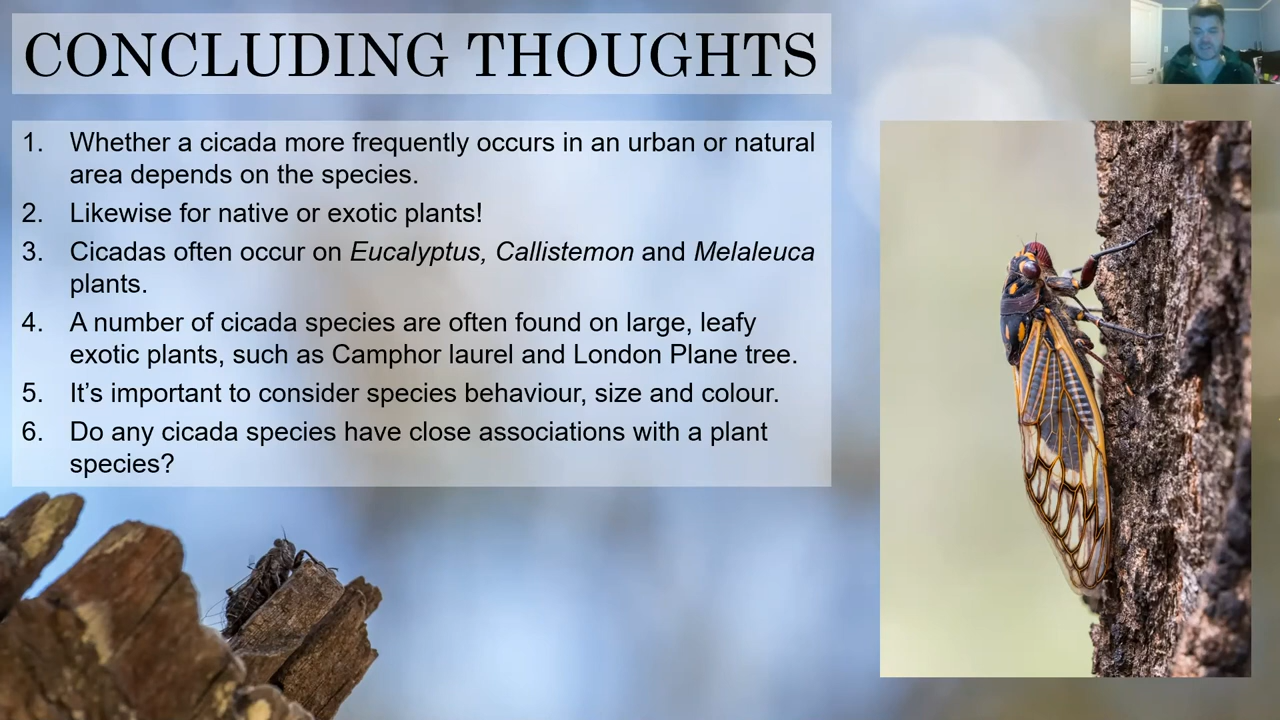 CONCLUDING THOUGHTS
1. Whether a cicada more frequently occurs in an urban or natural
area depends on the species.
2. Likewise for native or exotic plants!
3. Cicadas often occur on Eucalyptus, Callistemon and Melaleuca
plants.
4. A number of cicada species are often found on large, leafy
exotic plants, such as Camphor laurel and London Plane tree.
5. It’s important to consider species behaviour, size and colour.
6. Do any cicada species have close associations with a plant
species?